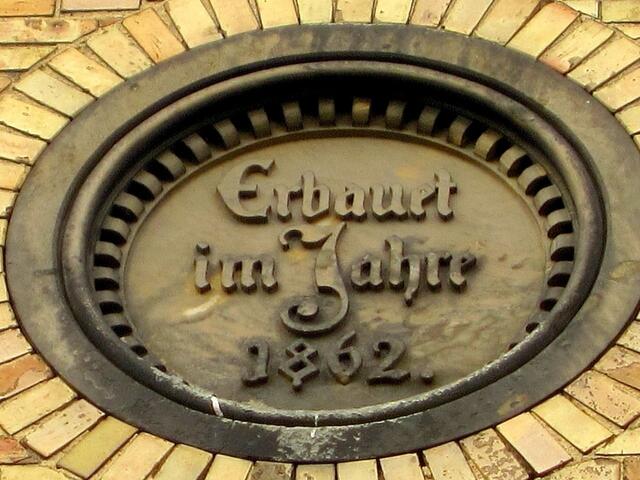 Erbauet
im Jahre
1862.